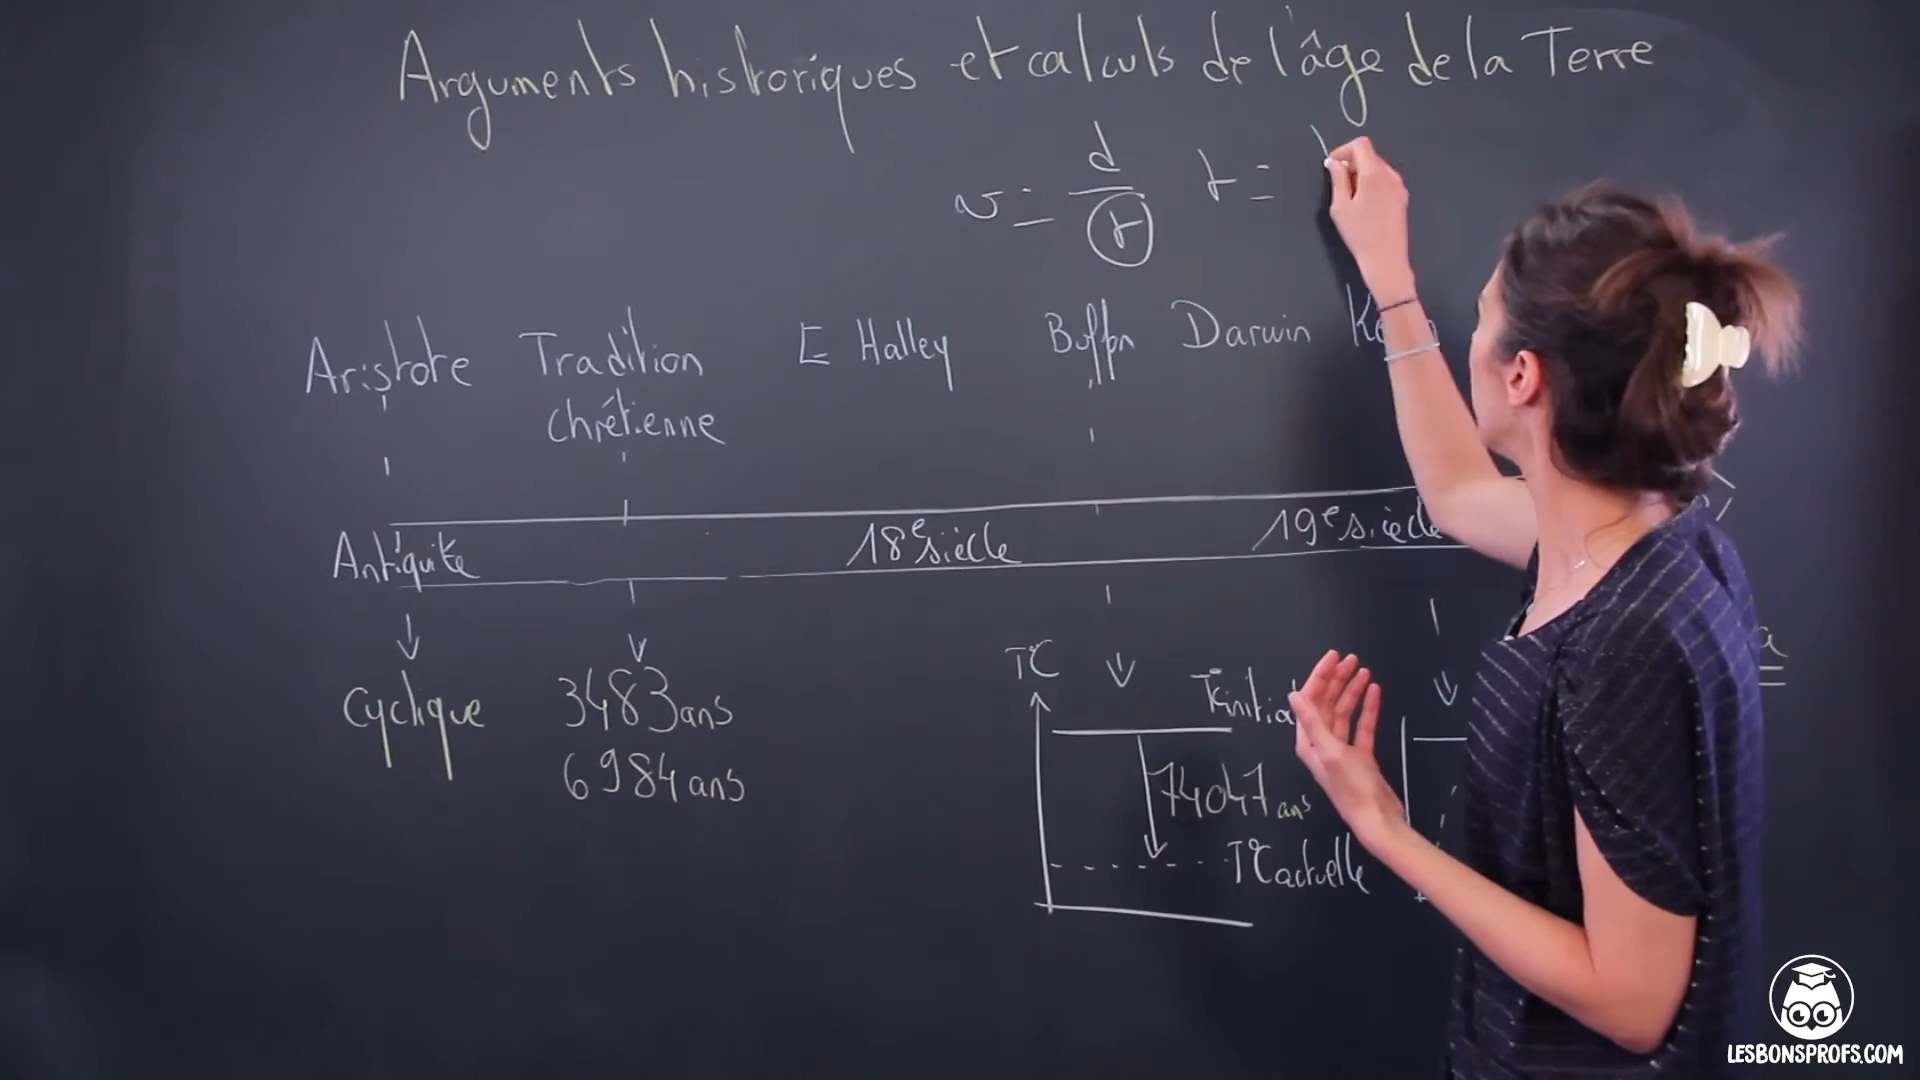 Arguments historiques et calculs de l'âge de la Terre
v = d / t t =
Aristote Tradition E Halley Buffon Darwin
chrétienne
Antiquité 18e siècle 19e siècle
Cyclique 3483 ans
6984 ans
T°C
T°C initia
74047 ans
T°C actuelle
LESBONSPROFS.COM